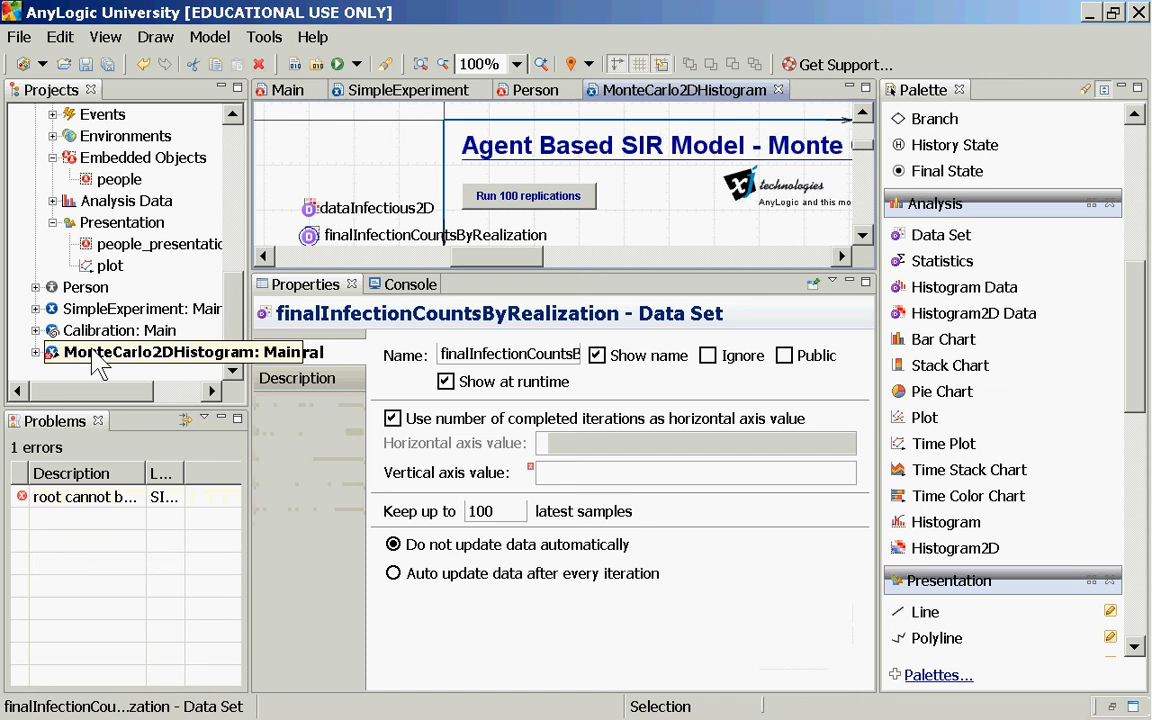 AnyLogic University [EDUCATIONAL USE ONLY]
File Edit View Draw Model Tools Help
100% Get Support...
Projects
Events
Environments
Embedded Objects
people
Analysis Data
Presentation
people_presentatic
plot
Person
SimpleExperiment: Main
Calibration: Main
MonteCarlo2DHistogram: Main
Problems
1 errors
Description L...
root cannot b... SI...
Main SimpleExperiment Person MonteCarlo2DHistogram
Agent Based SIR Model - Monte
Run 100 replications
xj technologies
AnyLogic and this mo
dataInfectious2D
finalInfectionCountsByRealization
Properties Console
finalInfectionCountsByRealization - Data Set
ral
Description
Name: finalInfectionCountsB Show name Ignore Public
Show at runtime
Use number of completed iterations as horizontal axis value
Horizontal axis value:
Vertical axis value:
Keep up to 100 latest samples
Do not update data automatically
Auto update data after every iteration
Palette
Branch
History State
Final State
Analysis
Data Set
Statistics
Histogram Data
Histogram2D Data
Bar Chart
Stack Chart
Pie Chart
Plot
Time Plot
Time Stack Chart
Time Color Chart
Histogram
Histogram2D
Presentation
Line
Polyline
Palettes...
finalInfectionCou...zation - Data Set Selection